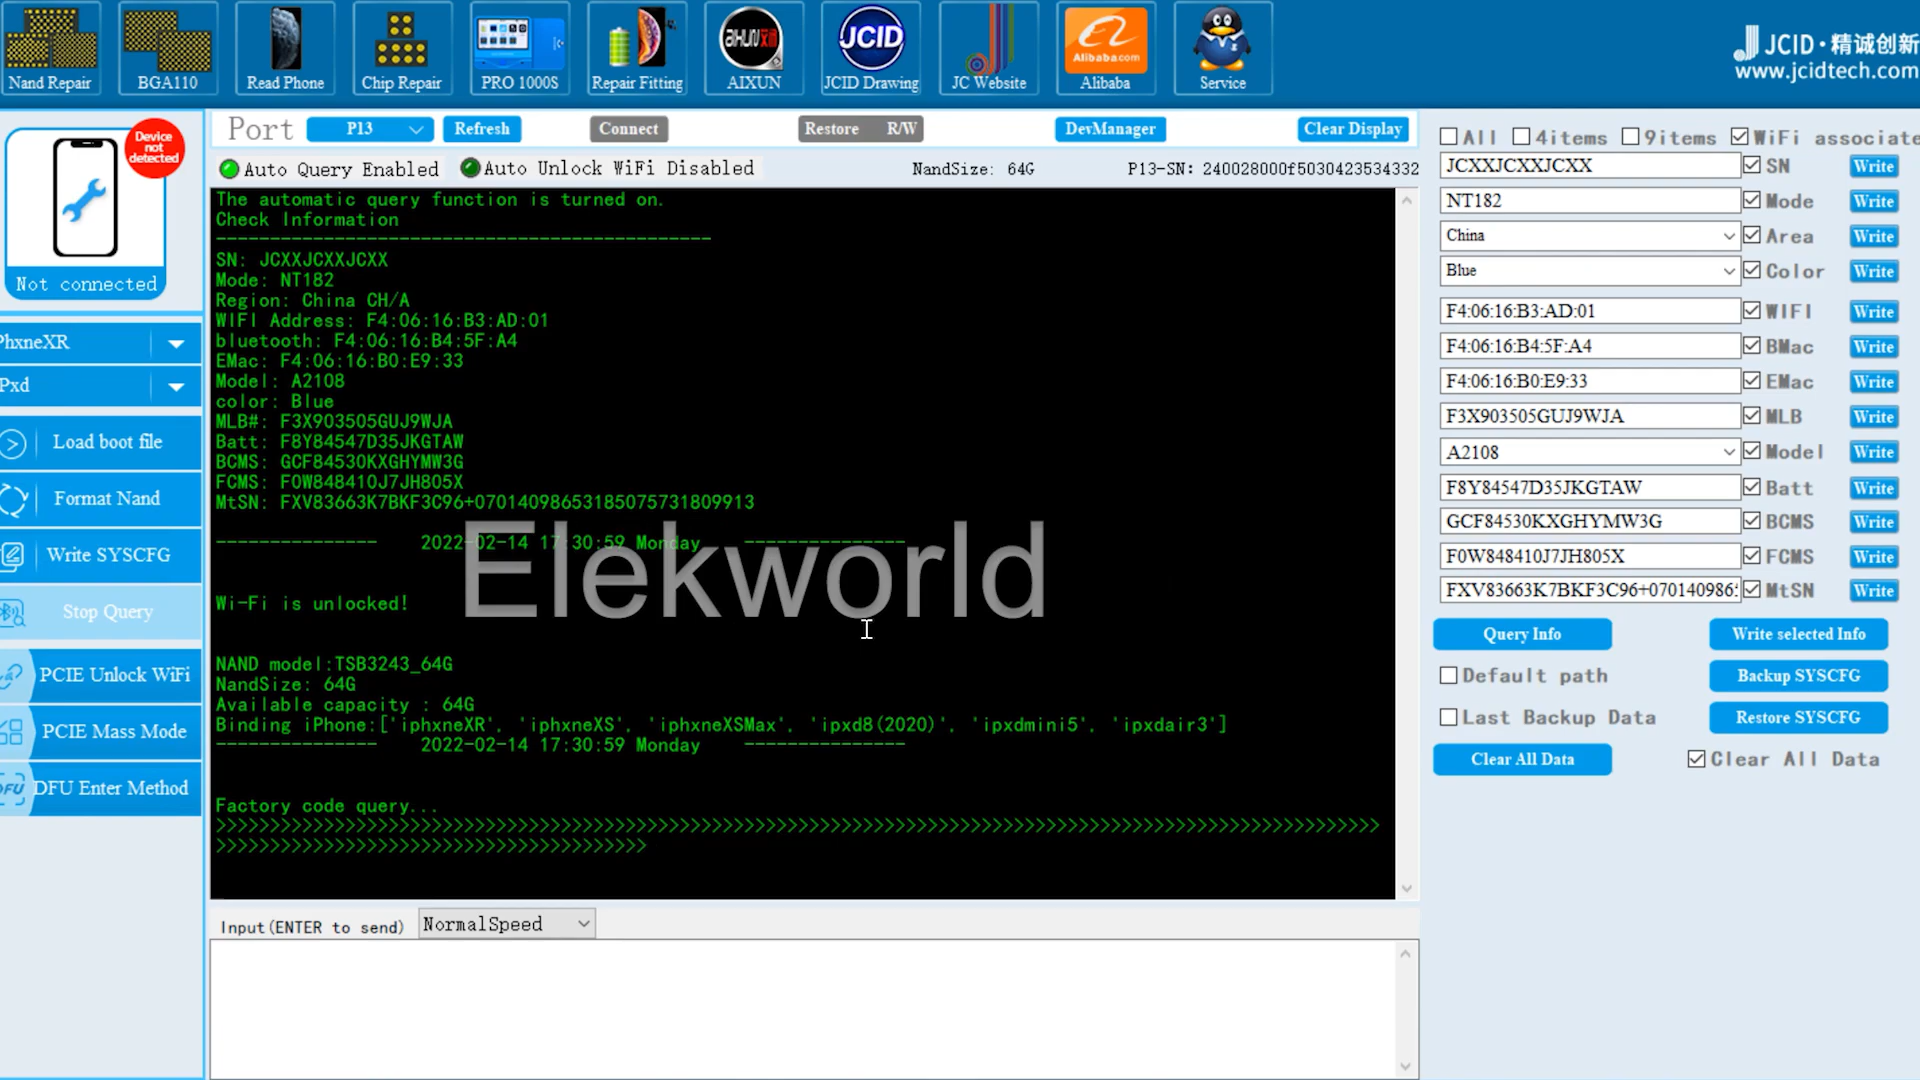 Nand Repair
BGA110
Read Phone
Chip Repair
PRO 1000S
Repair Fitting
AIXUN
AIXUN
JCID
JCID Drawing
JC Website
Alibaba.com
Alibaba
Service
JCID·精诚创新
www.jcidtech.com
Device
not
detected
Not connected
PhxneXR
Pxd
Load boot file
Format Nand
Write SYSCFG
Stop Query
PCIE Unlock WiFi
PCIE Mass Mode
DFU
DFU Enter Method
Port P13 Refresh Connect Restore R/W DevManager Clear Display
Auto Query Enabled Auto Unlock WiFi Disabled NandSize: 64G P13-SN: 240028000f5030423534332
The automatic query function is turned on.
Check Information
----------------------------------------------
SN: JCXXJCXXJCXX
Mode: NT182
Region: China CH/A
WIFI Address: F4:06:16:B3:AD:01
bluetooth: F4:06:16:B4:5F:A4
EMac: F4:06:16:B0:E9:33
Model: A2108
color: Blue
MLB#: F3X903505GUJ9WJA
Batt: F8Y84547D35JKGTAW
BCMS: GCF84530KXGHYMW3G
FCMS: F0W848410J7JH805X
MtSN: FXV83663K7BKF3C96+07014098653185075731809913
--------------- 2022-02-14 17:30:59 Monday ---------------
Elekworld
Wi-Fi is unlocked!
NAND model:TSB3243_64G
NandSize: 64G
Available capacity : 64G
Binding iPhone:['iphxneXR', 'iphxneXS', 'iphxneXSMax', 'ipxd8(2020)', 'ipxdmini5', 'ipxdair3']
--------------- 2022-02-14 17:30:59 Monday ---------------
Factory code query...
>>>>>>>>>>>>>>>>>>>>>>>>>>>>>>>>>>>>>>>>>>>>>>>>>>>>>>>>>>>>>>>>>>>>>>>>>>>>>>>>>>>>>>>>>>>>>>>>>>>>>>>>>>>>
>>>>>>>>>>>>>>>>>>>>>>>>>>>>>>>>>>>>>>>>
Input(ENTER to send) NormalSpeed
All 4items 9items WiFi associate
JCXXJCXXJCXX SN Write
NT182 Mode Write
China Area Write
Blue Color Write
F4:06:16:B3:AD:01 WIFI Write
F4:06:16:B4:5F:A4 BMac Write
F4:06:16:B0:E9:33 EMac Write
F3X903505GUJ9WJA MLB Write
A2108 Model Write
F8Y84547D35JKGTAW Batt Write
GCF84530KXGHYMW3G BCMS Write
F0W848410J7JH805X FCMS Write
FXV83663K7BKF3C96+070140986: MtSN Write
Query Info Write selected Info
Default path Backup SYSCFG
Last Backup Data Restore SYSCFG
Clear All Data Clear All Data